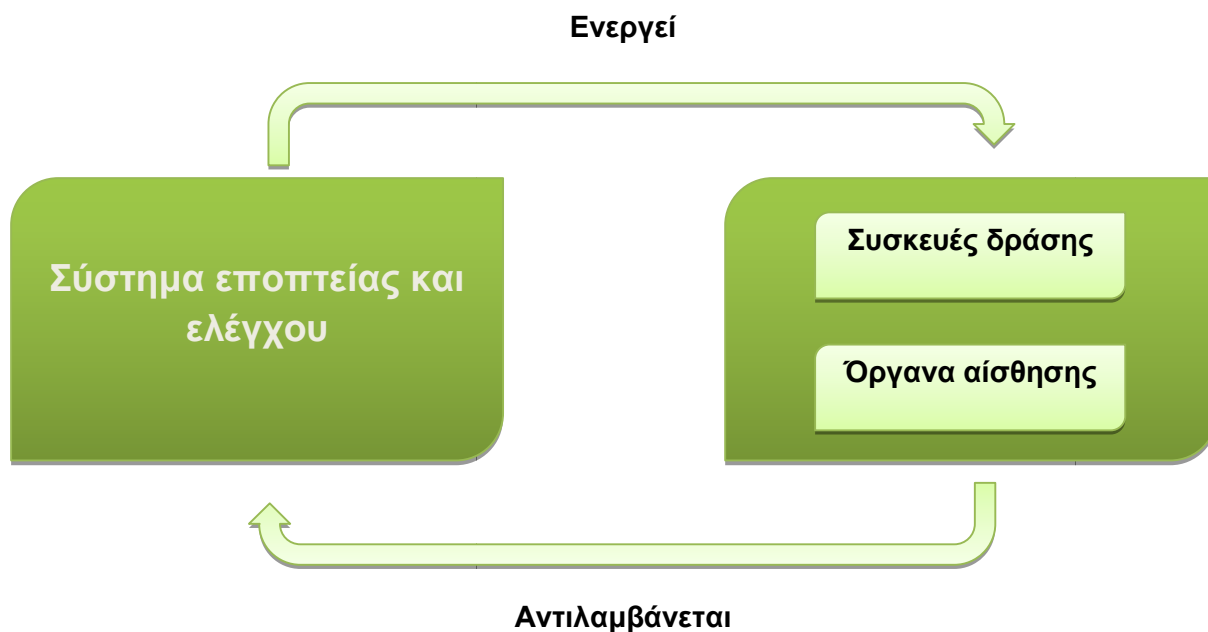 Ενεργεί
Σύστημα εποπτείας και
ελέγχου
Συσκευές δράσης
Όργανα αίσθησης
Αντιλαμβάνεται